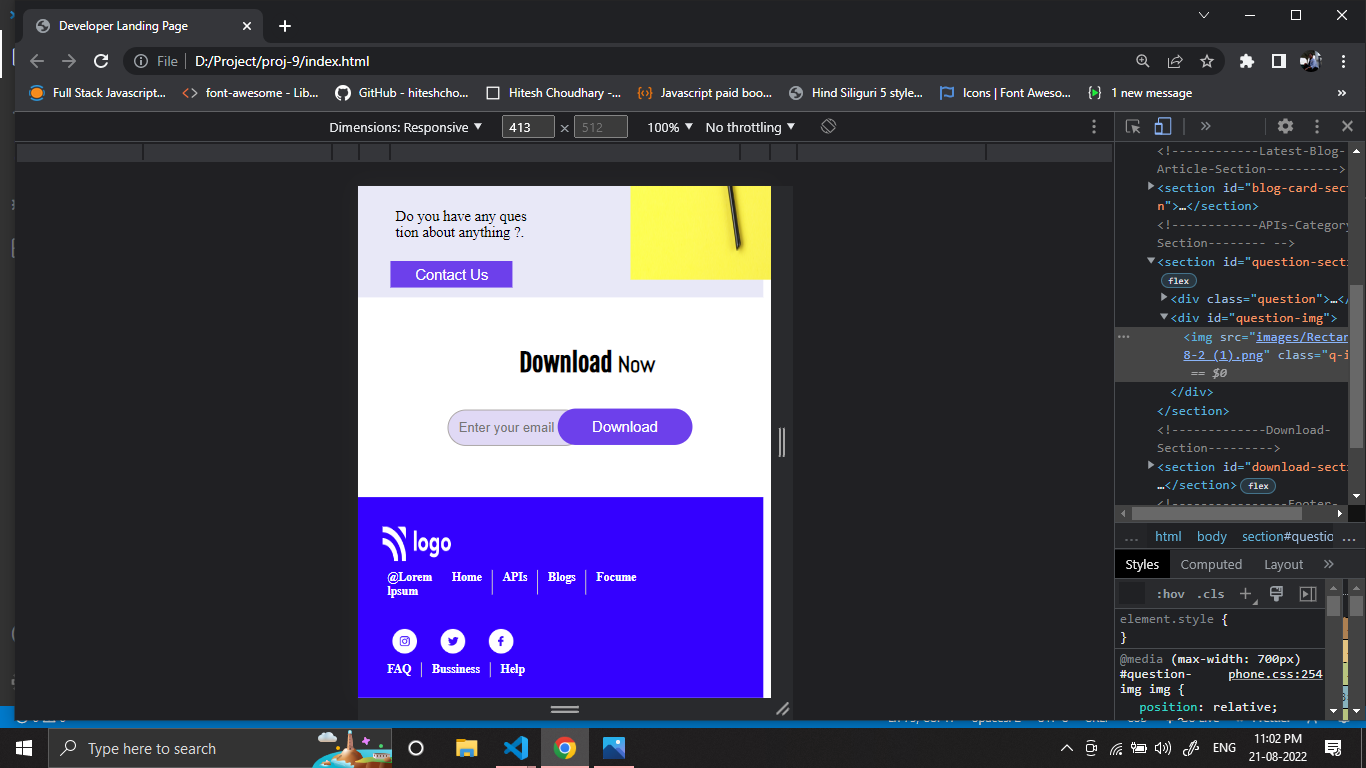 Developer Landing Page
File
D:/Project/proj-9/index.html
Full Stack Javascript...
font-awesome - Lib...
GitHub - hiteshcho...
Hitesh Choudhary -...
Javascript paid boo...
Hind Siliguri 5 style...
Icons | Font Aweso...
1 new message
»
Dimensions: Responsive
413 × 512
100%
No throttling
Do you have any ques
tion about anything ?.
Contact Us
Download Now
Enter your email
Download
logo
@Lorem Home APIs Blogs Focume
Ipsum
FAQ Bussiness Help
<!------------Latest-Blog-
Article-Section---------->
<section id="blog-card-sect
n">…</section>
<!------------APIs-Category
Section-------- -->
<section id="question-secti
flex
<div class="question">…</
<div id="question-img">
<img src="images/Rectan
8-2 (1).png" class="q-i
== $0
</div>
</section>
<!-------------Download-
Section--------->
<section id="download-secti
…</section> flex
... html body section#questio ...
Styles Computed Layout »
:hov .cls
element.style {
}
@media (max-width: 700px)
#question- phone.css:254
img img {
position: relative;
Type here to search
ENG
11:02 PM
21-08-2022